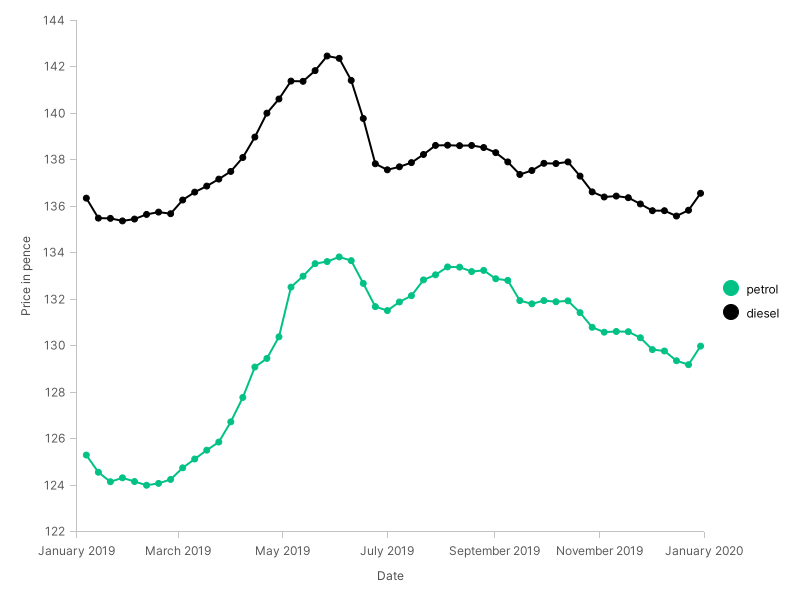 144
142
140
138
136
134
132
130
128
126
124
122
Price in pence
January 2019 March 2019 May 2019 July 2019 September 2019 November 2019 January 2020
Date
petrol
diesel